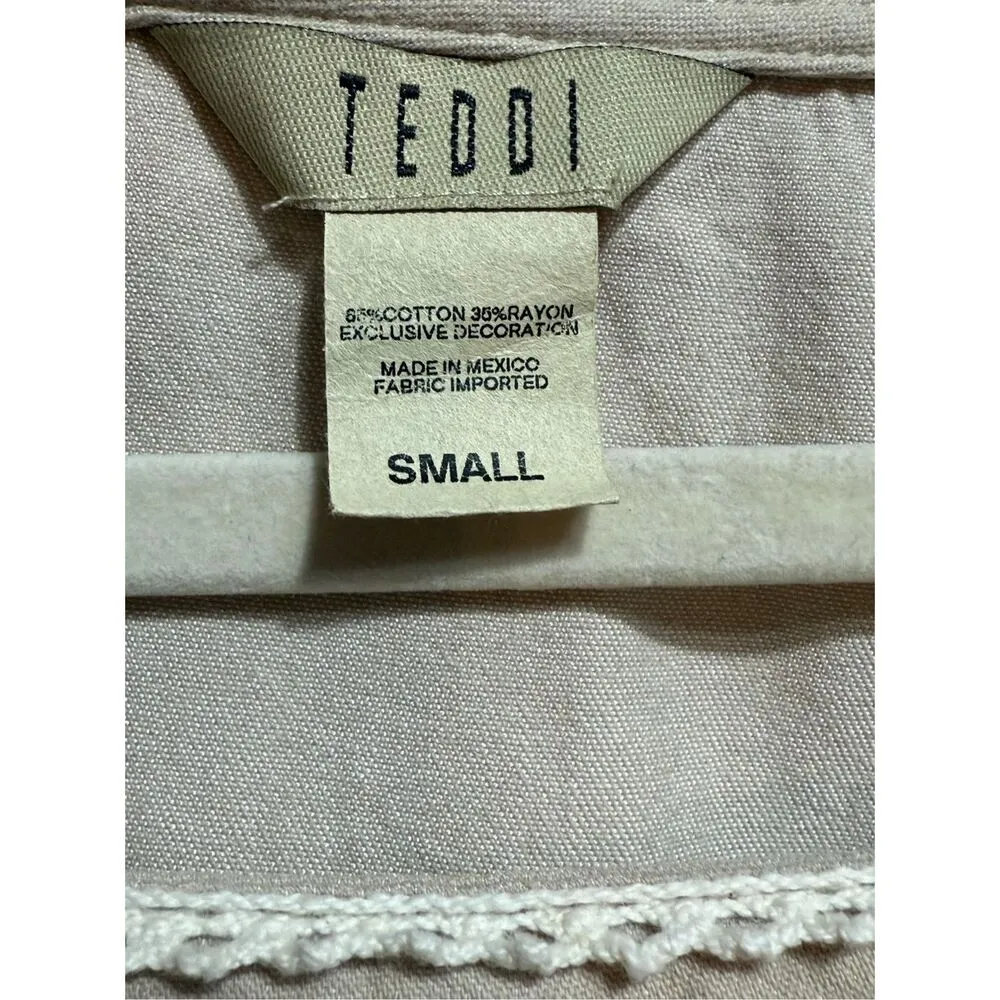 TEDDI
65%COTTON 35%RAYON
EXCLUSIVE DECORATION
MADE IN MEXICO
FABRIC IMPORTED
SMALL